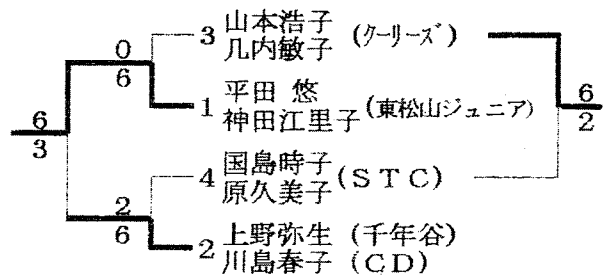 0
6
3 山本浩子 (クーリーズ)
几内敏子
6
3
1 平田 悠
神田江里子 (東松山ジュニア)
6
2
4 国島時子
原久美子 (STC)
2
6
2 上野弥生 (千年谷)
川島春子 (CD)